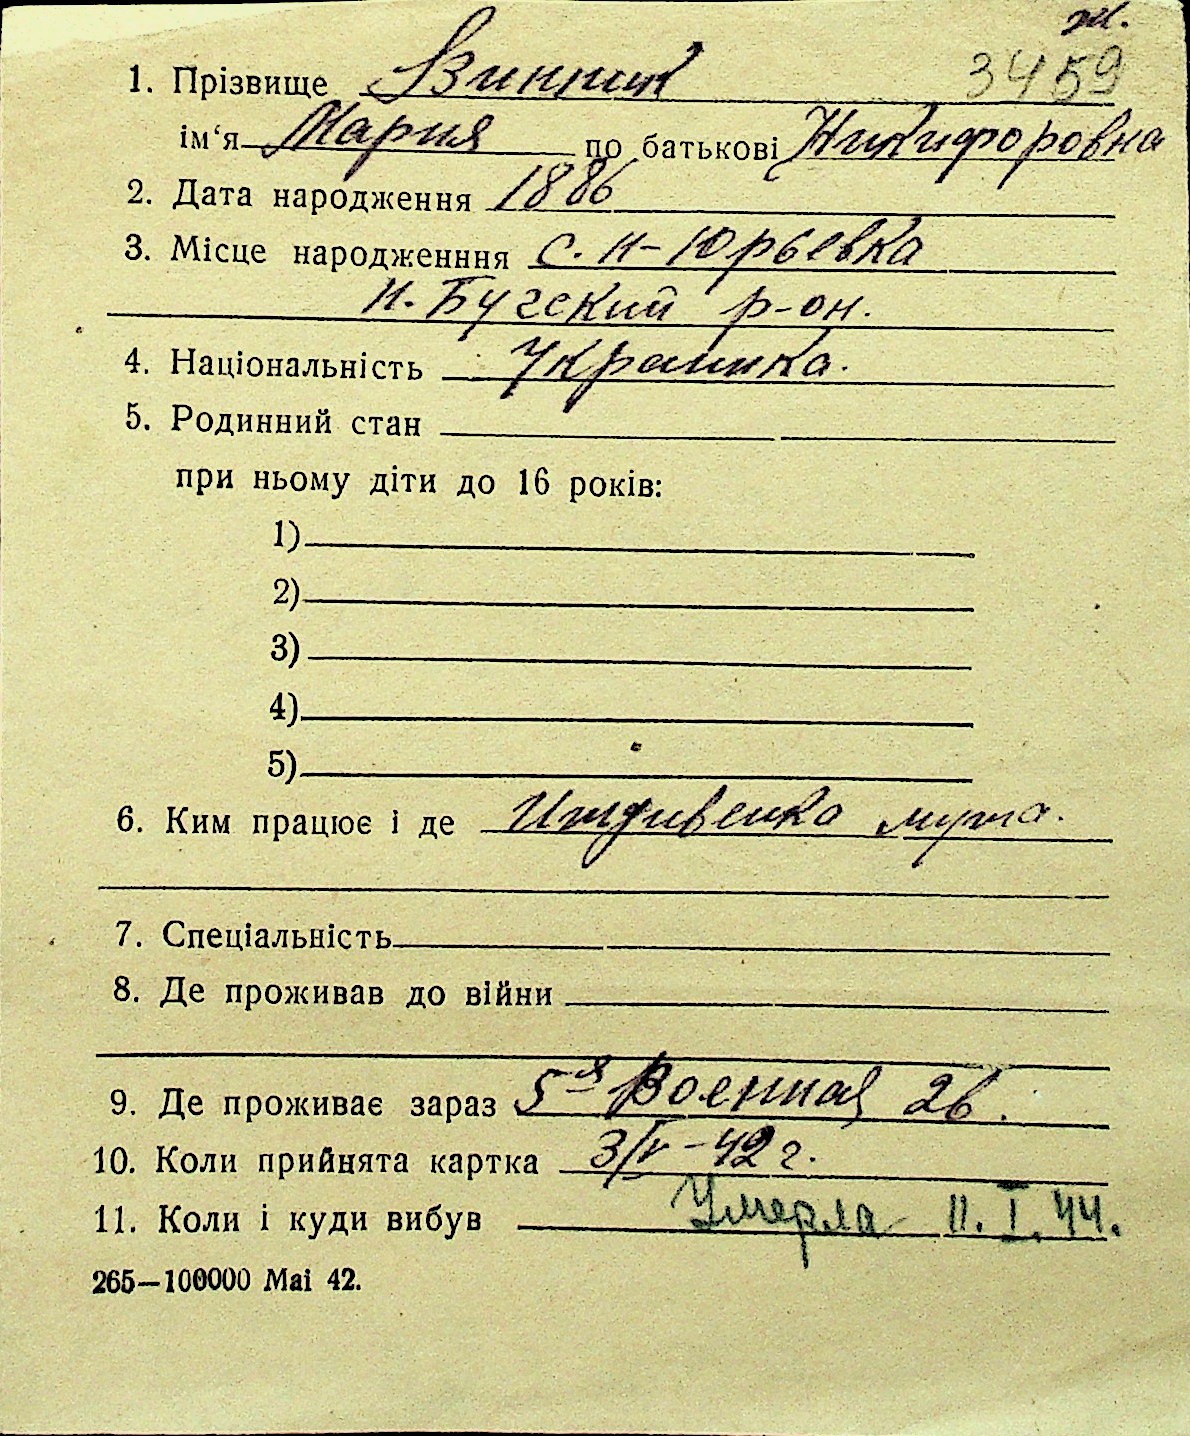 ж.
1. Прізвище Винник 3459
ім‘я Мария по батькові Никифоровна
2. Дата народження 1886
3. Місце народженння с. Н-Юрьевка
Н. Бугский р-он.
4. Національність Украинка.
5. Родинний стан
при ньому діти до 16 років:
1)
2)
3)
4)
5)
6. Ким працює і де Иждивенка мужа.
7. Спеціальність
8. Де проживав до війни
9. Де проживає зараз 5я Военная 26.
10. Коли прийнята картка 3/V-42 г.
11. Коли і куди вибув Умерла 11. I. 44.
265—100000 Mai 42.